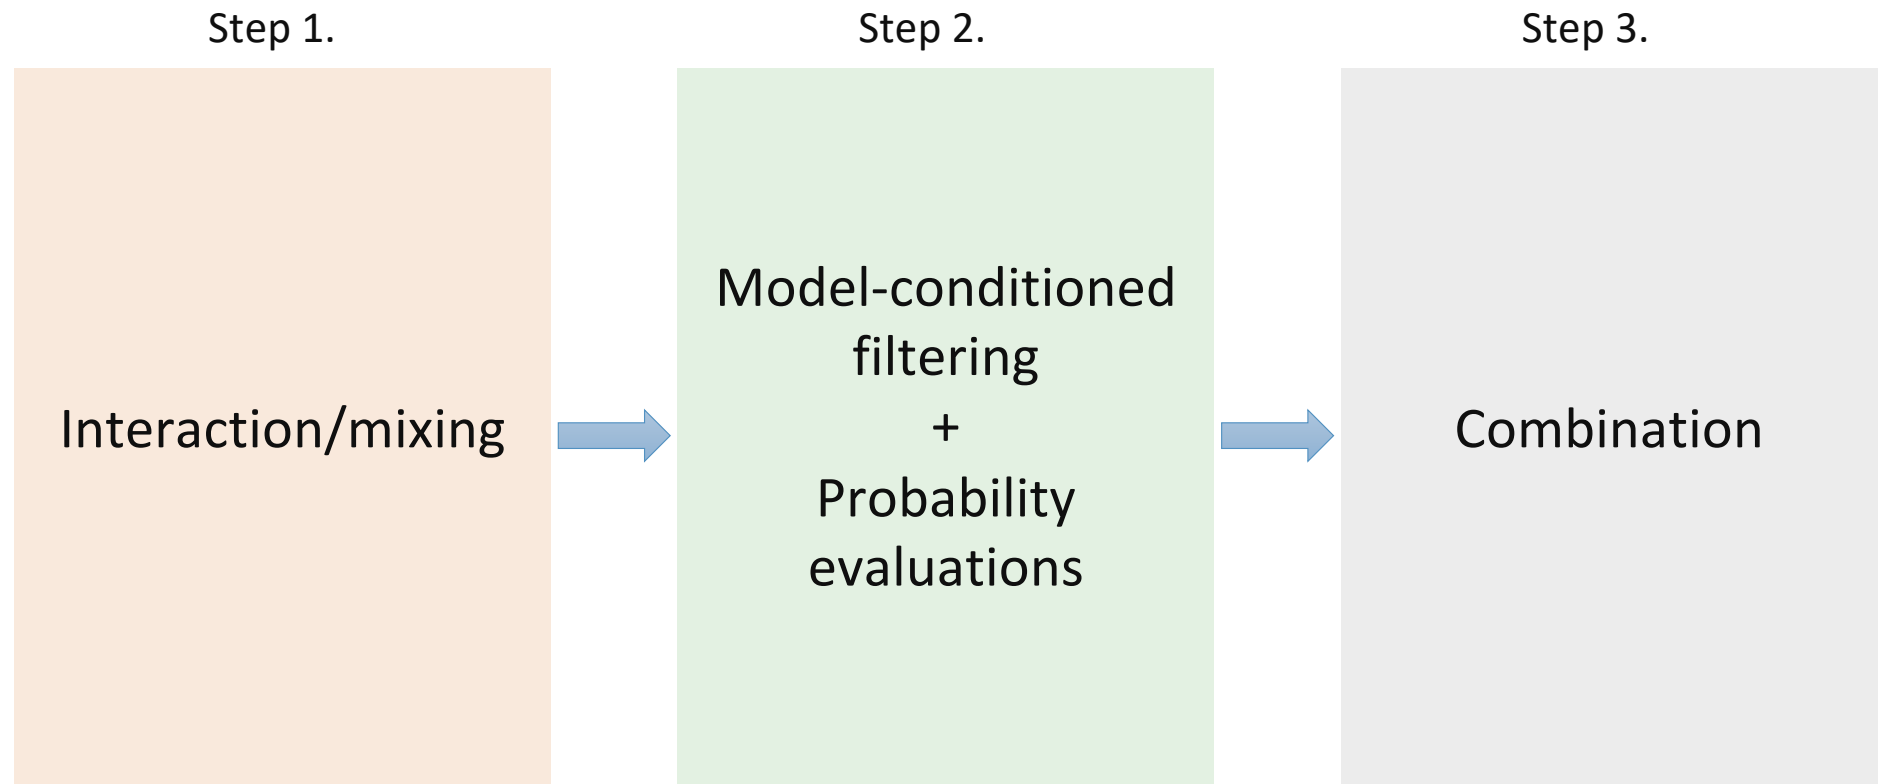 Step 1.
Step 2.
Step 3.
Interaction/mixing
Model-conditioned
filtering
+
Probability
evaluations
Combination